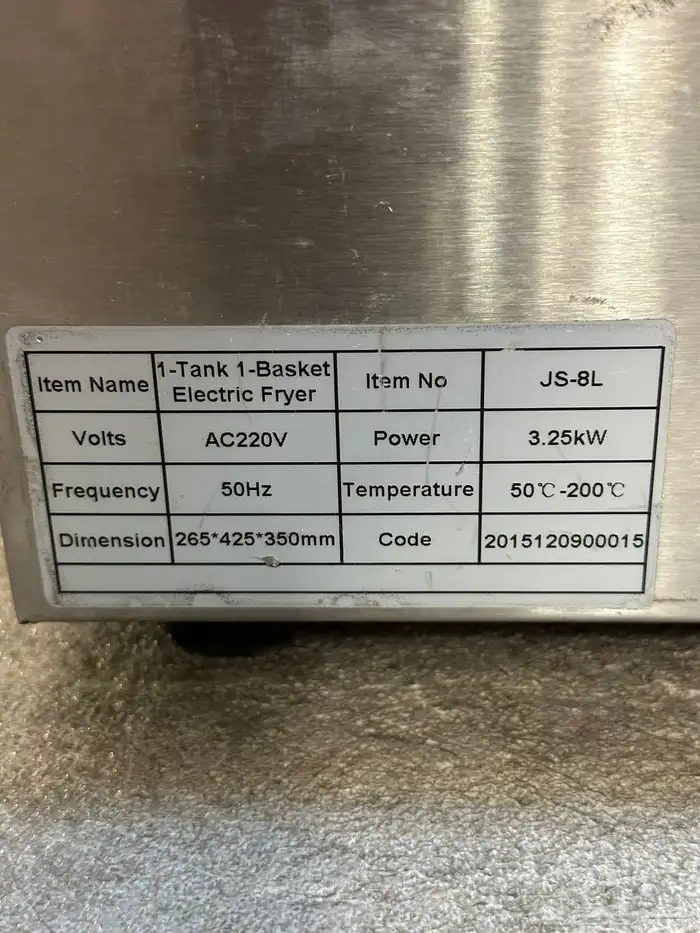 Item Name 1-Tank 1-Basket Electric Fryer Item No JS-8L
Volts AC220V Power 3.25kW
Frequency 50Hz Temperature 50℃-200℃
Dimension 265*425*350mm Code 2015120900015